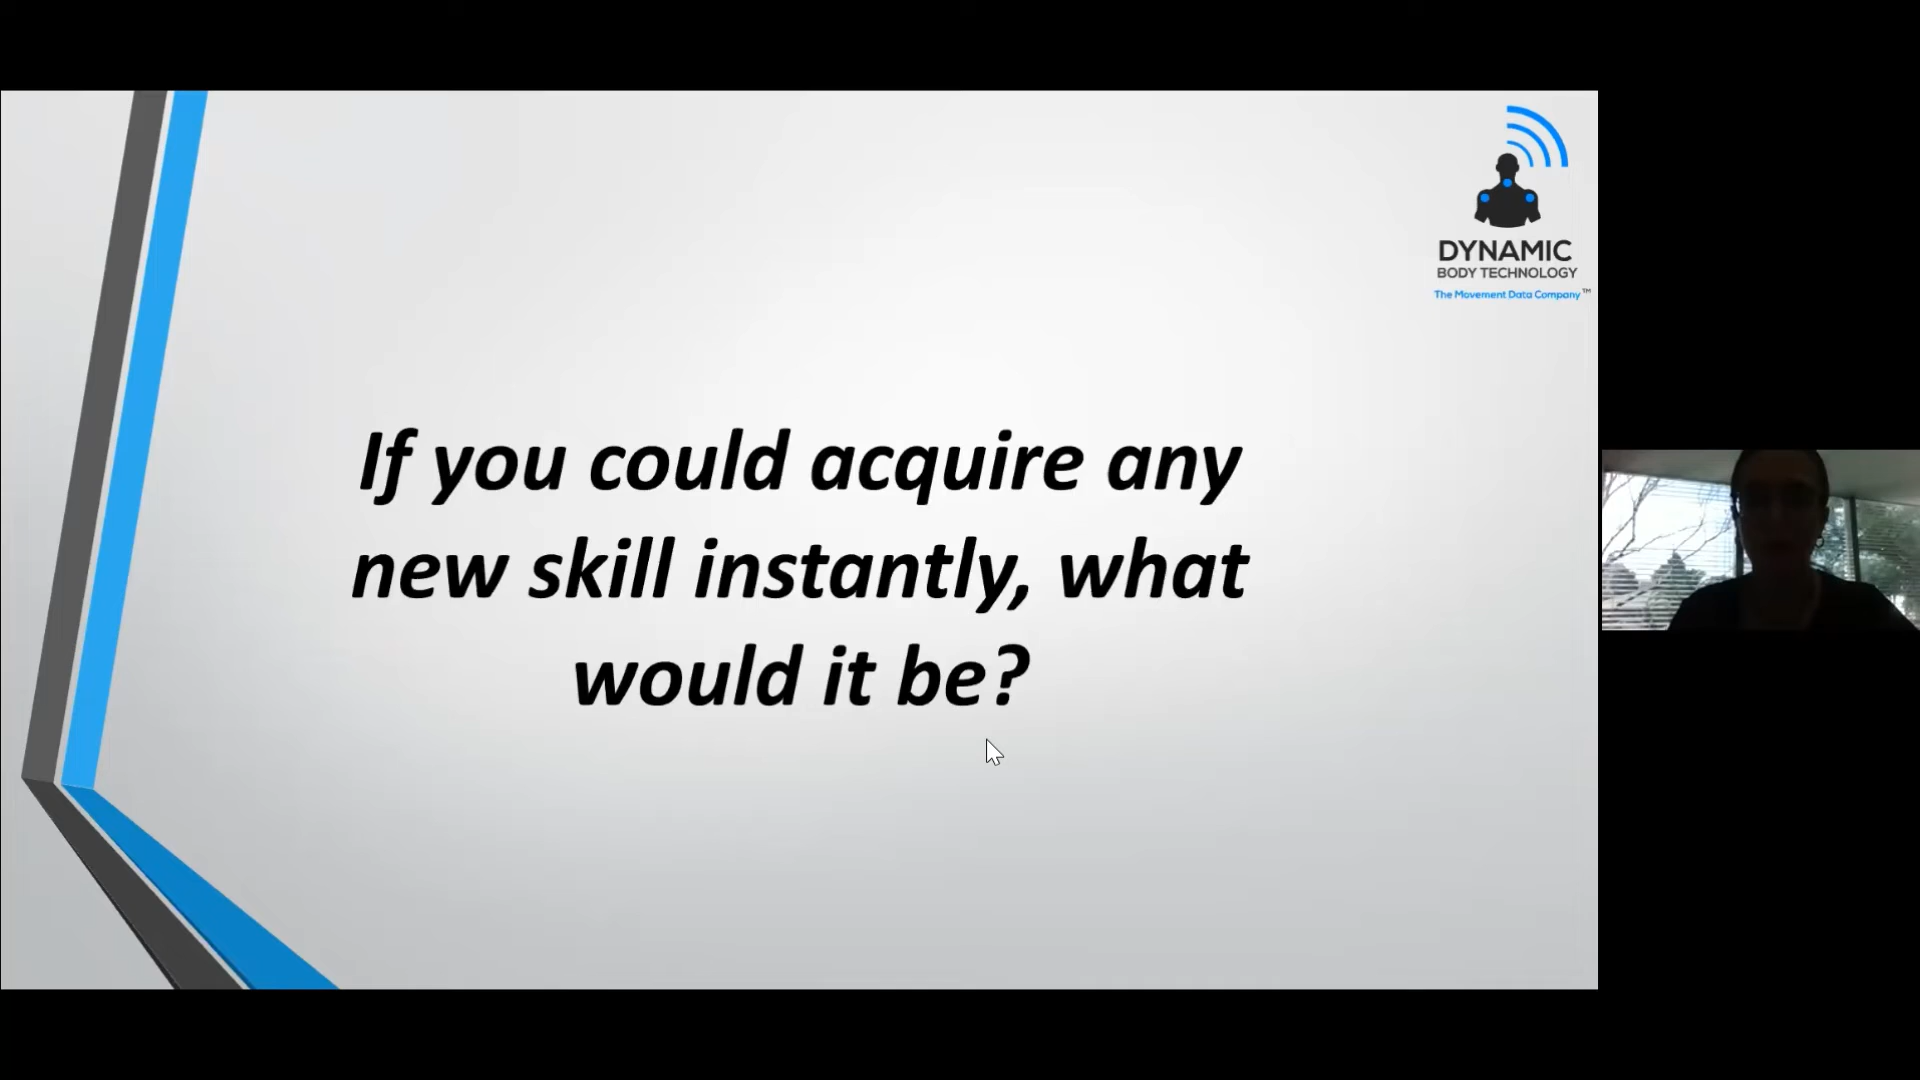 DYNAMIC
BODY TECHNOLOGY
The Movement Data Company™
If you could acquire any
new skill instantly, what
would it be?